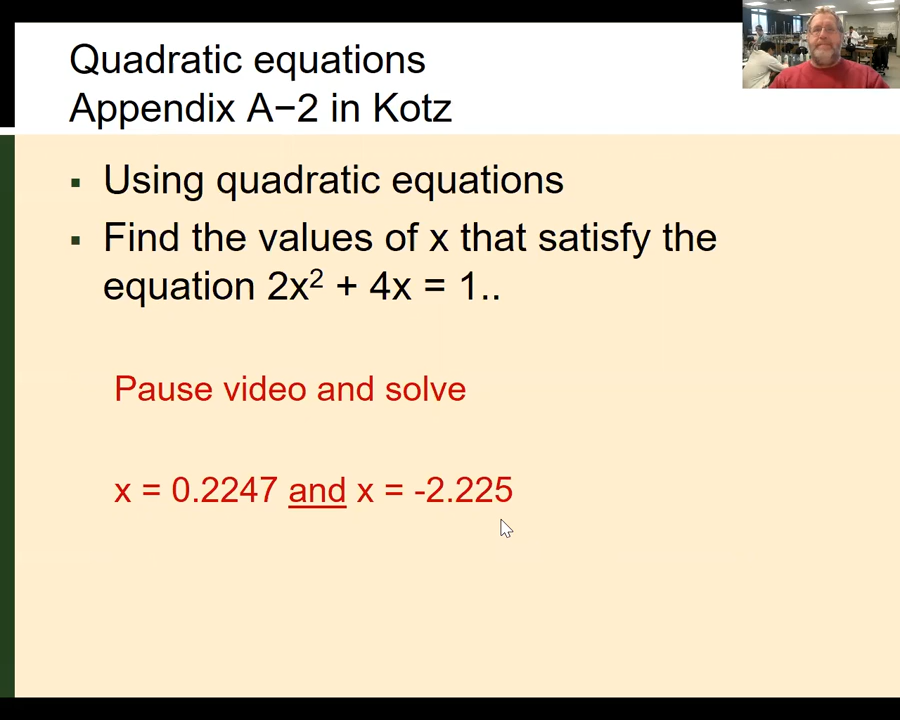 Quadratic equations
Appendix A−2 in Kotz
▪ Using quadratic equations
▪ Find the values of x that satisfy the
equation 2x² + 4x = 1..
Pause video and solve
x = 0.2247 and x = -2.225